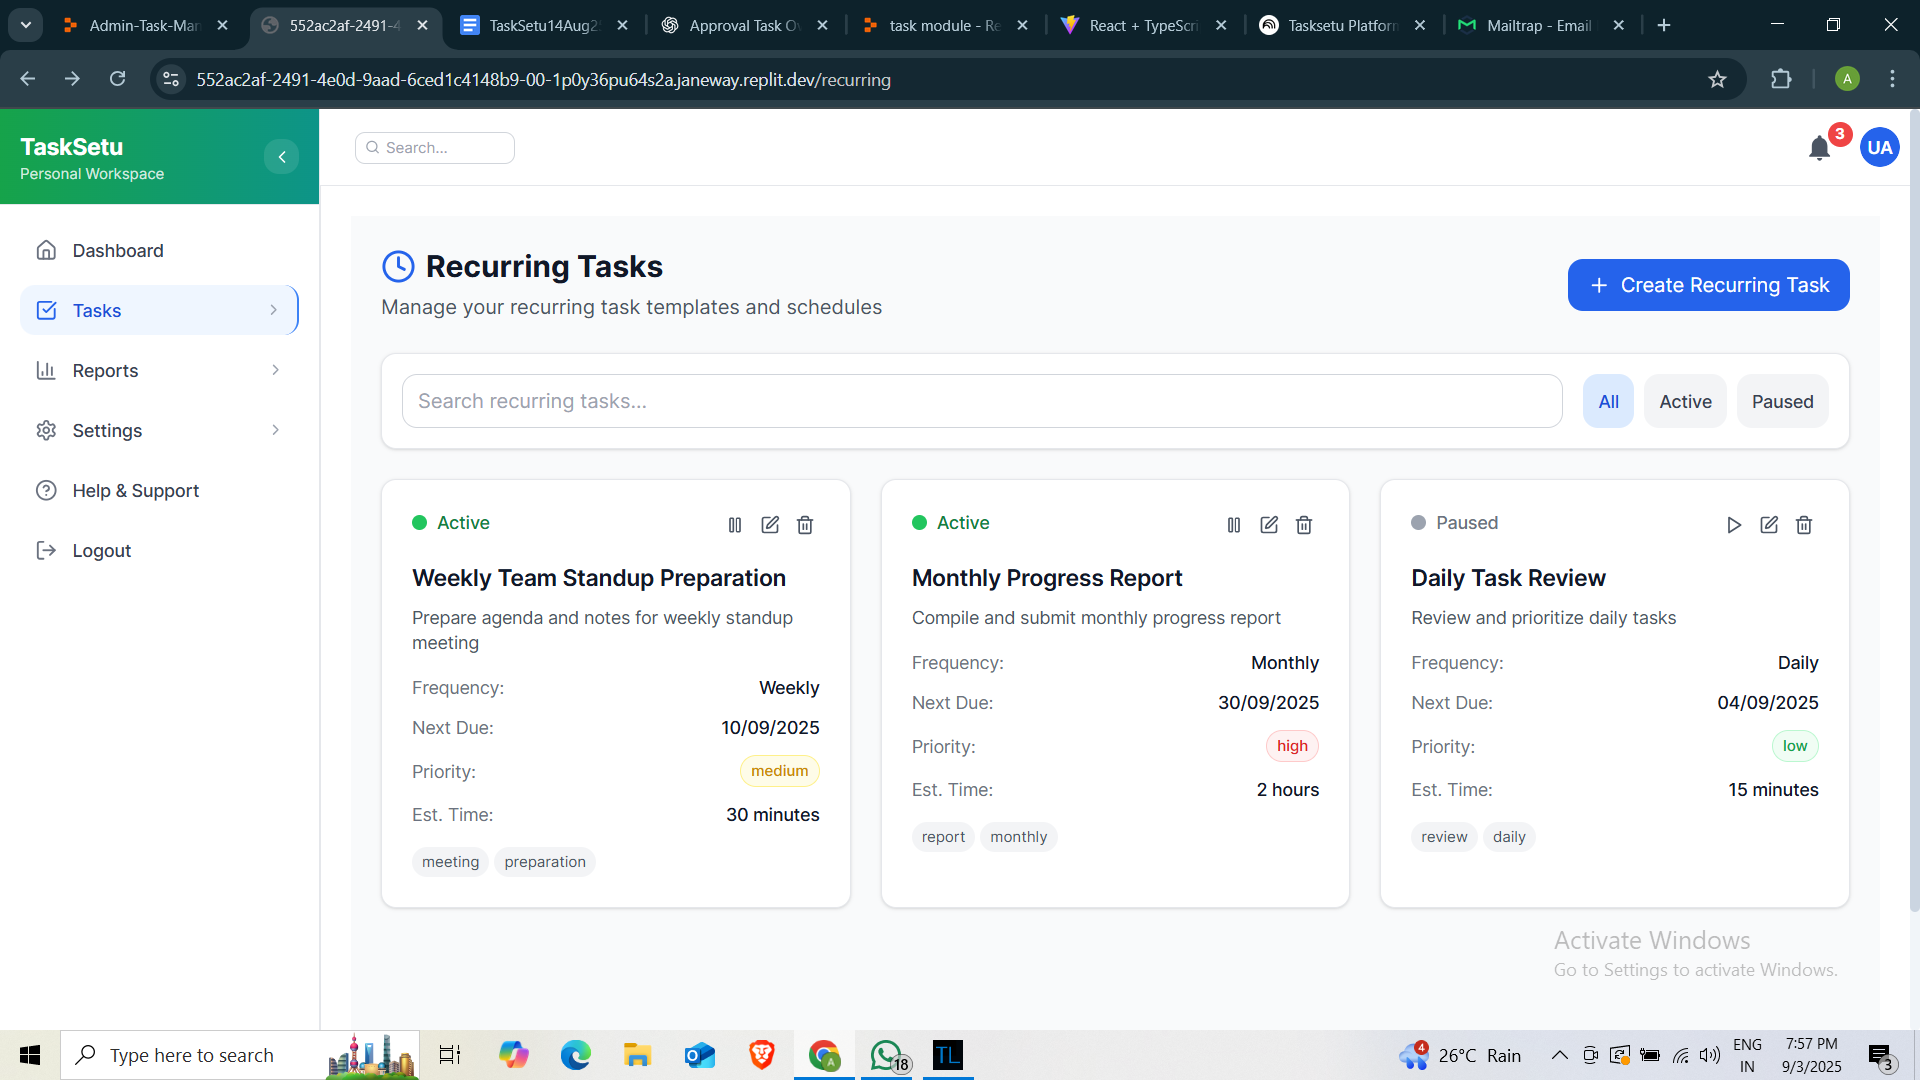 Admin-Task-Man
552ac2af-2491-4
TaskSetu14Aug2
Approval Task O
task module - Re
React + TypeScri
Tasksetu Platform
Mailtrap - Email
552ac2af-2491-4e0d-9aad-6ced1c4148b9-00-1p0y36pu64s2a.janeway.replit.dev/recurring
A
TaskSetu
Personal Workspace
Search...
3
UA
Dashboard
Tasks
Reports
Settings
Help & Support
Logout
Recurring Tasks
Manage your recurring task templates and schedules
+ Create Recurring Task
Search recurring tasks...
All
Active
Paused
Active
Weekly Team Standup Preparation
Prepare agenda and notes for weekly standup
meeting
Frequency: Weekly
Next Due: 10/09/2025
Priority: medium
Est. Time: 30 minutes
meeting preparation
Active
Monthly Progress Report
Compile and submit monthly progress report
Frequency: Monthly
Next Due: 30/09/2025
Priority: high
Est. Time: 2 hours
report monthly
Paused
Daily Task Review
Review and prioritize daily tasks
Frequency: Daily
Next Due: 04/09/2025
Priority: low
Est. Time: 15 minutes
review daily
Activate Windows
Go to Settings to activate Windows.
Type here to search
A
18
TL
4
26°C Rain
ENG
IN
7:57 PM
9/3/2025
3